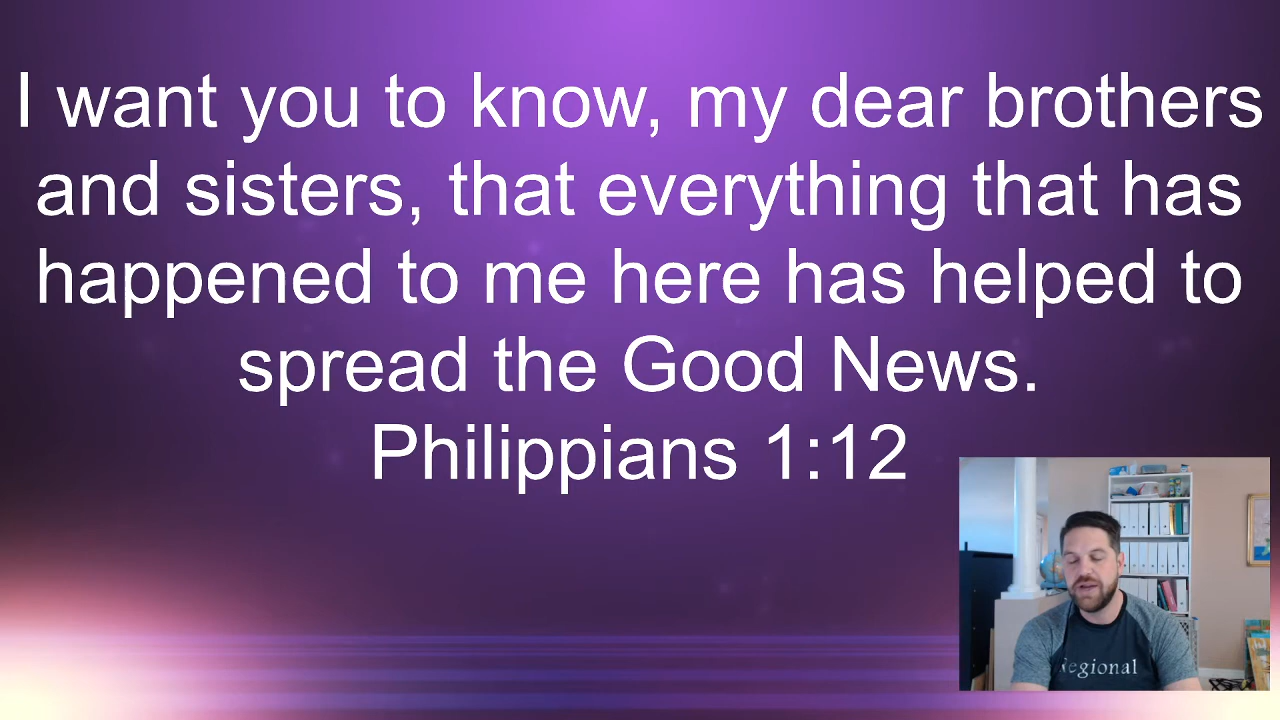 I want you to know, my dear brothers
and sisters, that everything that has
happened to me here has helped to
spread the Good News.
Philippians 1:12
Regional